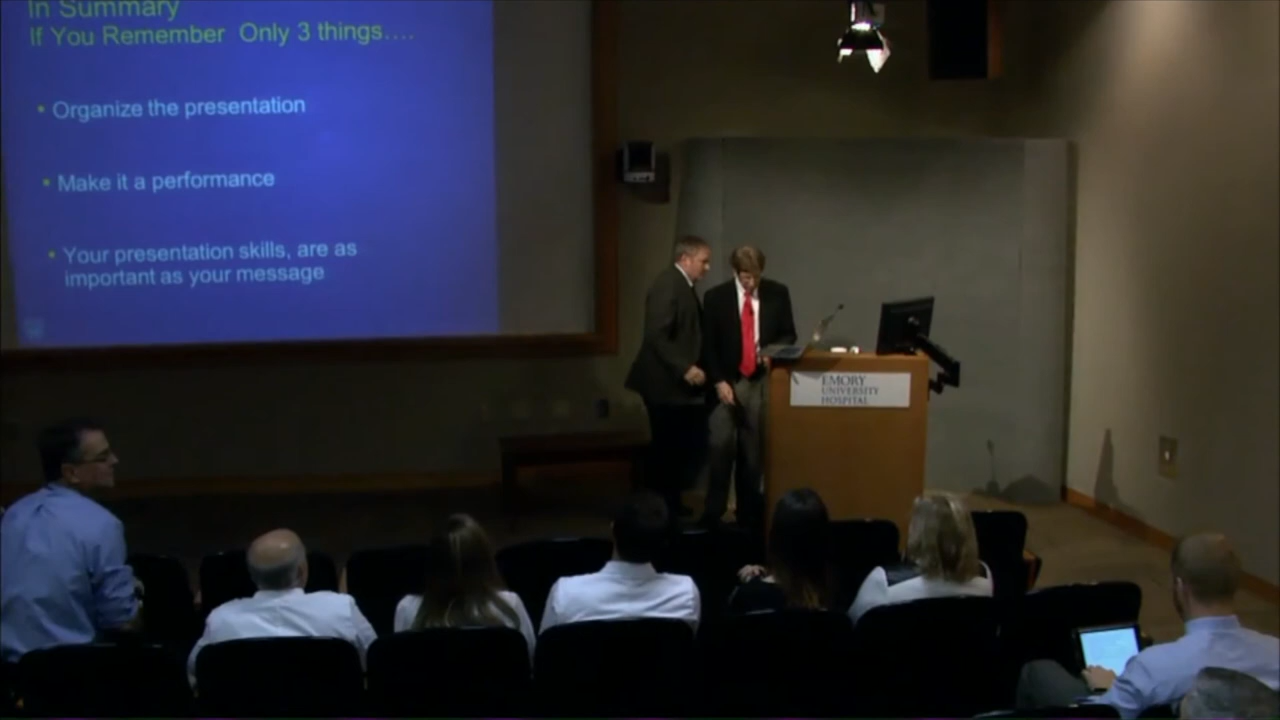 In Summary
If You Remember Only 3 things....
• Organize the presentation
• Make it a performance
• Your presentation skills, are as
important as your message
EMORY
UNIVERSITY
HOSPITAL